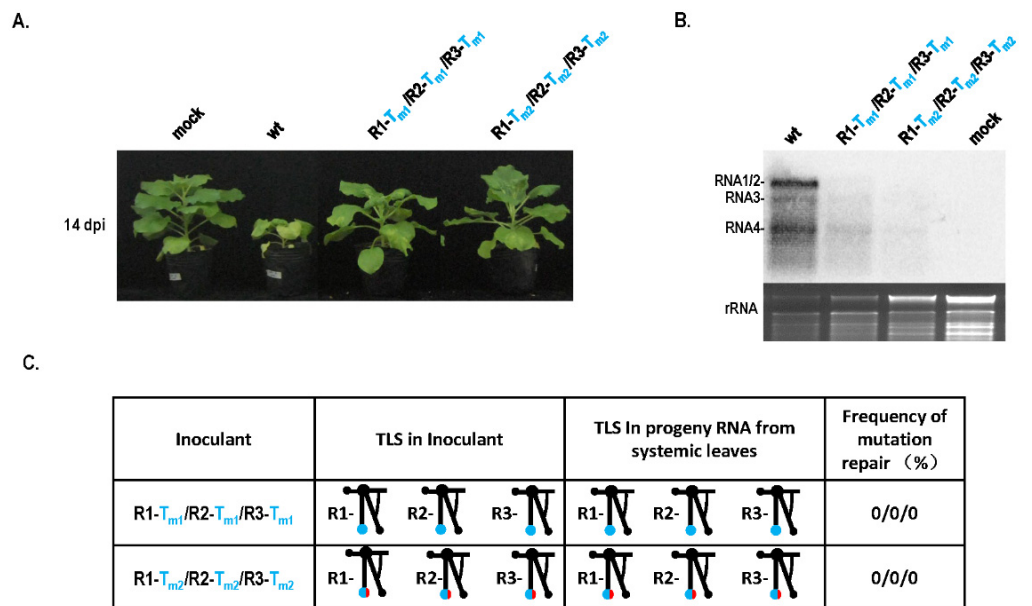 A.
mock
wt
R1-Tm1/R2-Tm1/R3-Tm1
R1-Tm2/R2-Tm2/R3-Tm2
14 dpi
B.
wt
R1-Tm1/R2-Tm1/R3-Tm1
R1-Tm2/R2-Tm2/R3-Tm2
mock
RNA1/2-
RNA3-
RNA4-
rRNA
C.
Inoculant
TLS in Inoculant
TLS In progeny RNA from
systemic leaves
Frequency of
mutation
repair （%）
R1-Tm1/R2-Tm1/R3-Tm1
R1- R2- R3-
R1- R2- R3-
0/0/0
R1-Tm2/R2-Tm2/R3-Tm2
R1- R2- R3-
R1- R2- R3-
0/0/0